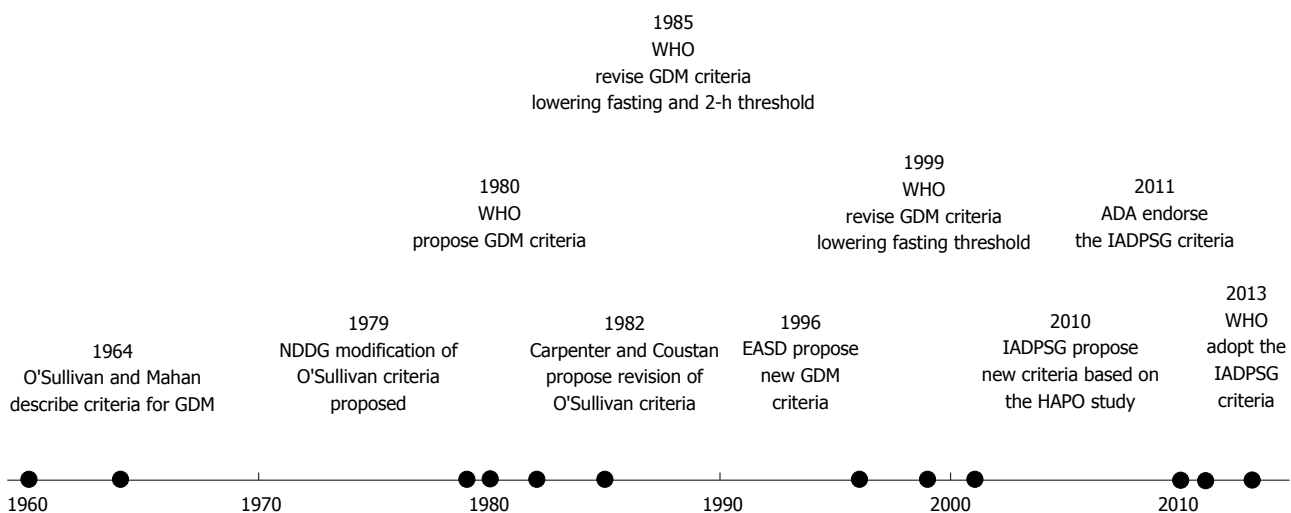 1985
WHO
revise GDM criteria
lowering fasting and 2-h threshold
1980
WHO
propose GDM criteria
1999
WHO
revise GDM criteria
lowering fasting threshold
2011
ADA endorse
the IADPSG criteria
1964
O'Sullivan and Mahan
describe criteria for GDM
1979
NDDG modification of
O'Sullivan criteria
proposed
1982
Carpenter and Coustan
propose revision of
O'Sullivan criteria
1996
EASD propose
new GDM
criteria
2010
IADPSG propose
new criteria based on
the HAPO study
2013
WHO
adopt the
IADPSG
criteria
1960
1970
1980
1990
2000
2010